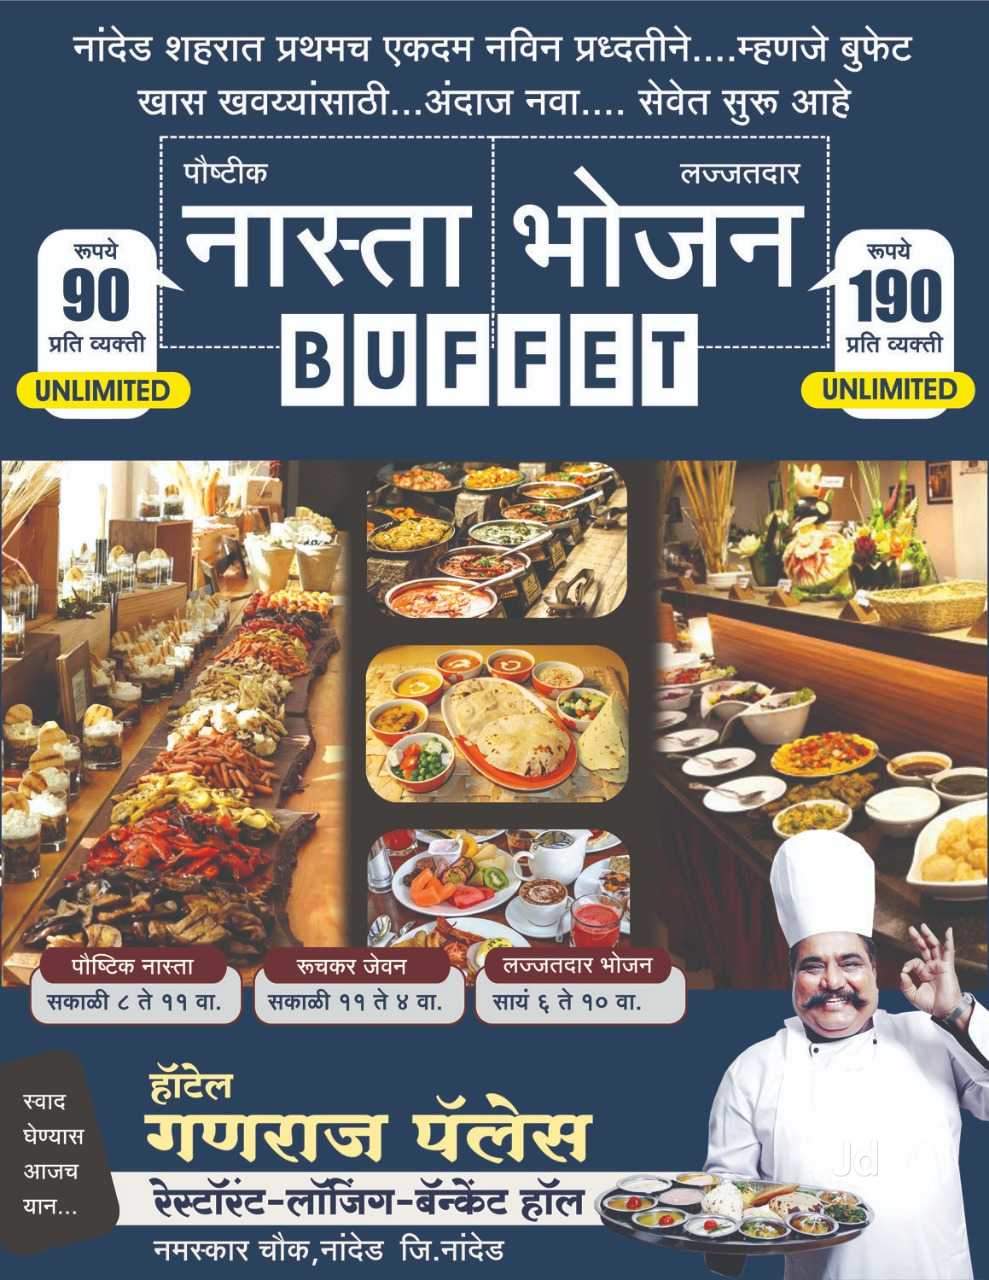 नांदेड शहरात प्रथमच एकदम नविन प्रध्दतीने....म्हणजे बुफेट
खास खवय्यांसाठी...अंदाज नवा.... सेवेत सुरू आहे
पौष्टीक
नास्ता
लज्जतदार
भोजन
BUFFET
रूपये
90
प्रति व्यक्ती
UNLIMITED
रूपये
190
प्रति व्यक्ती
UNLIMITED
पौष्टिक नास्ता
सकाळी ८ ते ११ वा.
रूचकर जेवन
सकाळी ११ ते ४ वा.
लज्जतदार भोजन
सायं ६ ते १० वा.
स्वाद
घेण्यास
आजच
यान...
हॉटेल
गणराज पॅलेस
रेस्टॉरंट-लॉजिंग-बॅन्केंट हॉल
नमस्कार चौक,नांदेड जि.नांदेड
Jd